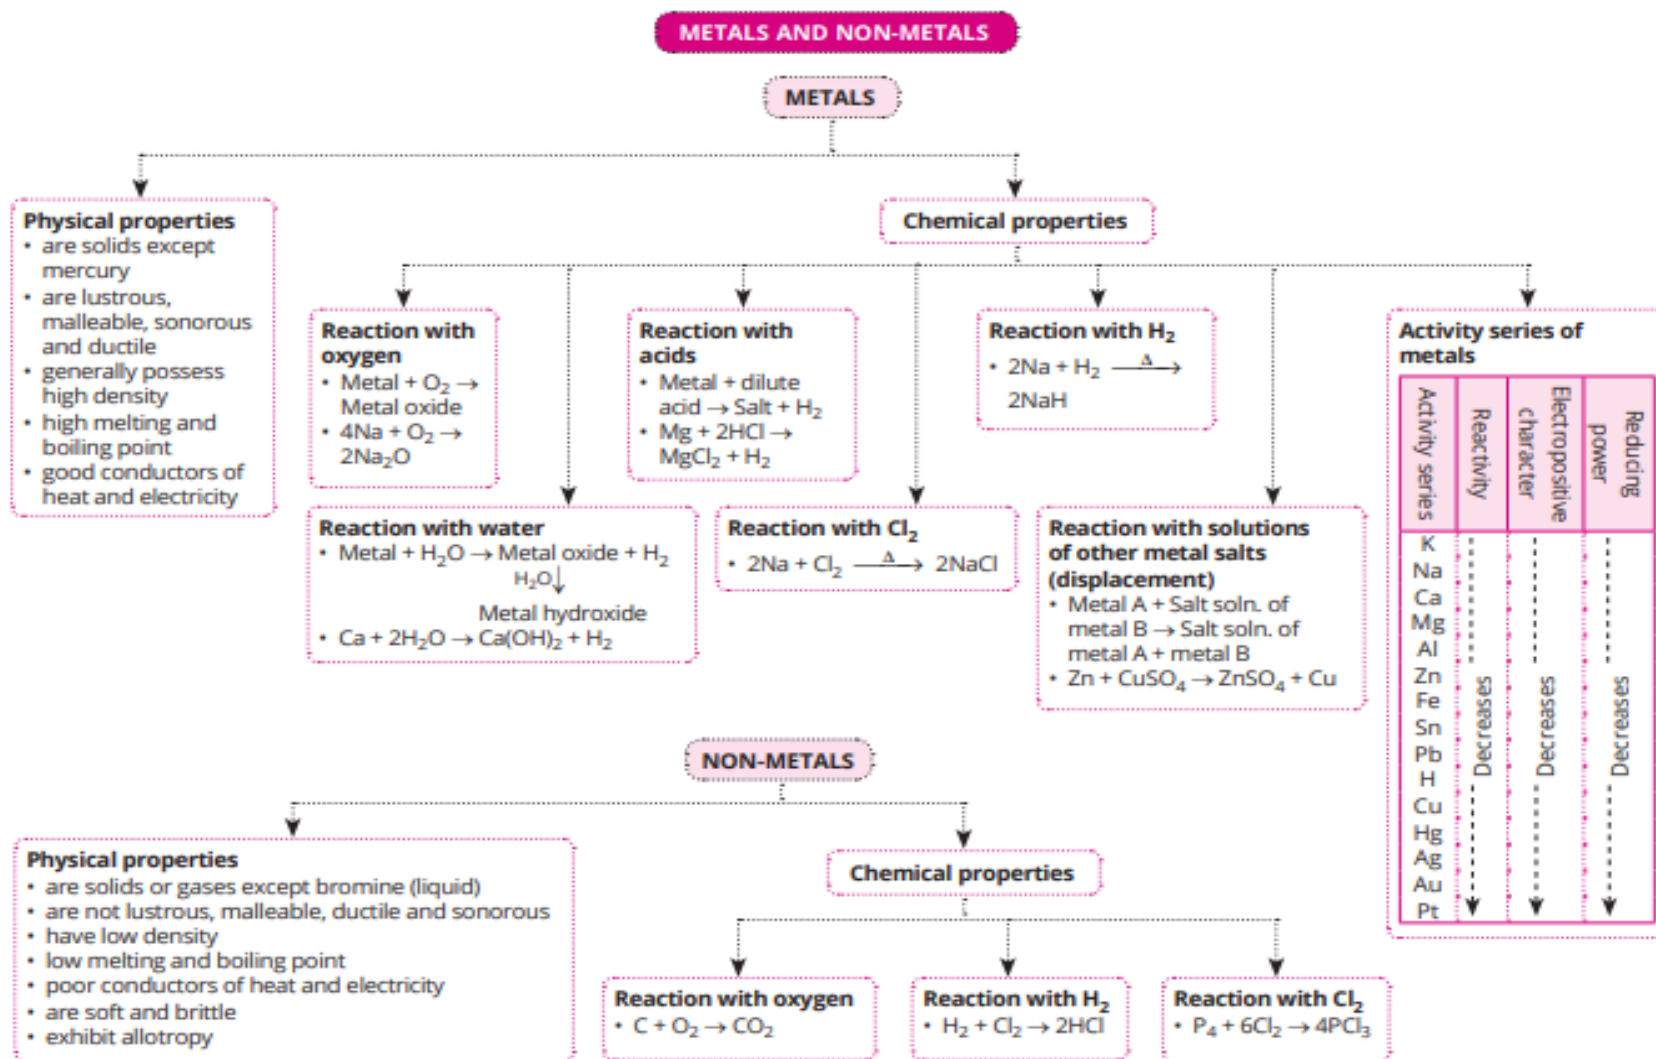 METALS AND NON-METALS
METALS
Physical properties
• are solids except
mercury
• are lustrous,
malleable, sonorous
and ductile
• generally possess
high density
• high melting and
boiling point
• good conductors of
heat and electricity
Chemical properties
Reaction with
oxygen
• Metal + O₂ →
Metal oxide
• 4Na + O₂ →
2Na₂O
Reaction with
acids
• Metal + dilute
acid → Salt + H₂
• Mg + 2HCl →
MgCl₂ + H₂
Reaction with H₂
• 2Na + H₂ —Δ→
2NaH
Reaction with water
• Metal + H₂O → Metal oxide + H₂
H₂O↓
Metal hydroxide
• Ca + 2H₂O → Ca(OH)₂ + H₂
Reaction with Cl₂
• 2Na + Cl₂ —Δ→ 2NaCl
Reaction with solutions
of other metal salts
(displacement)
• Metal A + Salt soln. of
metal B → Salt soln. of
metal A + metal B
• Zn + CuSO₄ → ZnSO₄ + Cu
Activity series of
metals
Activity series
Reactivity
Electropositive
character
Reducing
power
K
Na
Ca
Mg
Al
Zn
Fe
Sn
Pb
H
Cu
Hg
Ag
Au
Pt
Decreases
Decreases
Decreases
NON-METALS
Physical properties
• are solids or gases except bromine (liquid)
• are not lustrous, malleable, ductile and sonorous
• have low density
• low melting and boiling point
• poor conductors of heat and electricity
• are soft and brittle
• exhibit allotropy
Chemical properties
Reaction with oxygen
• C + O₂ → CO₂
Reaction with H₂
• H₂ + Cl₂ → 2HCl
Reaction with Cl₂
• P₄ + 6Cl₂ → 4PCl₃